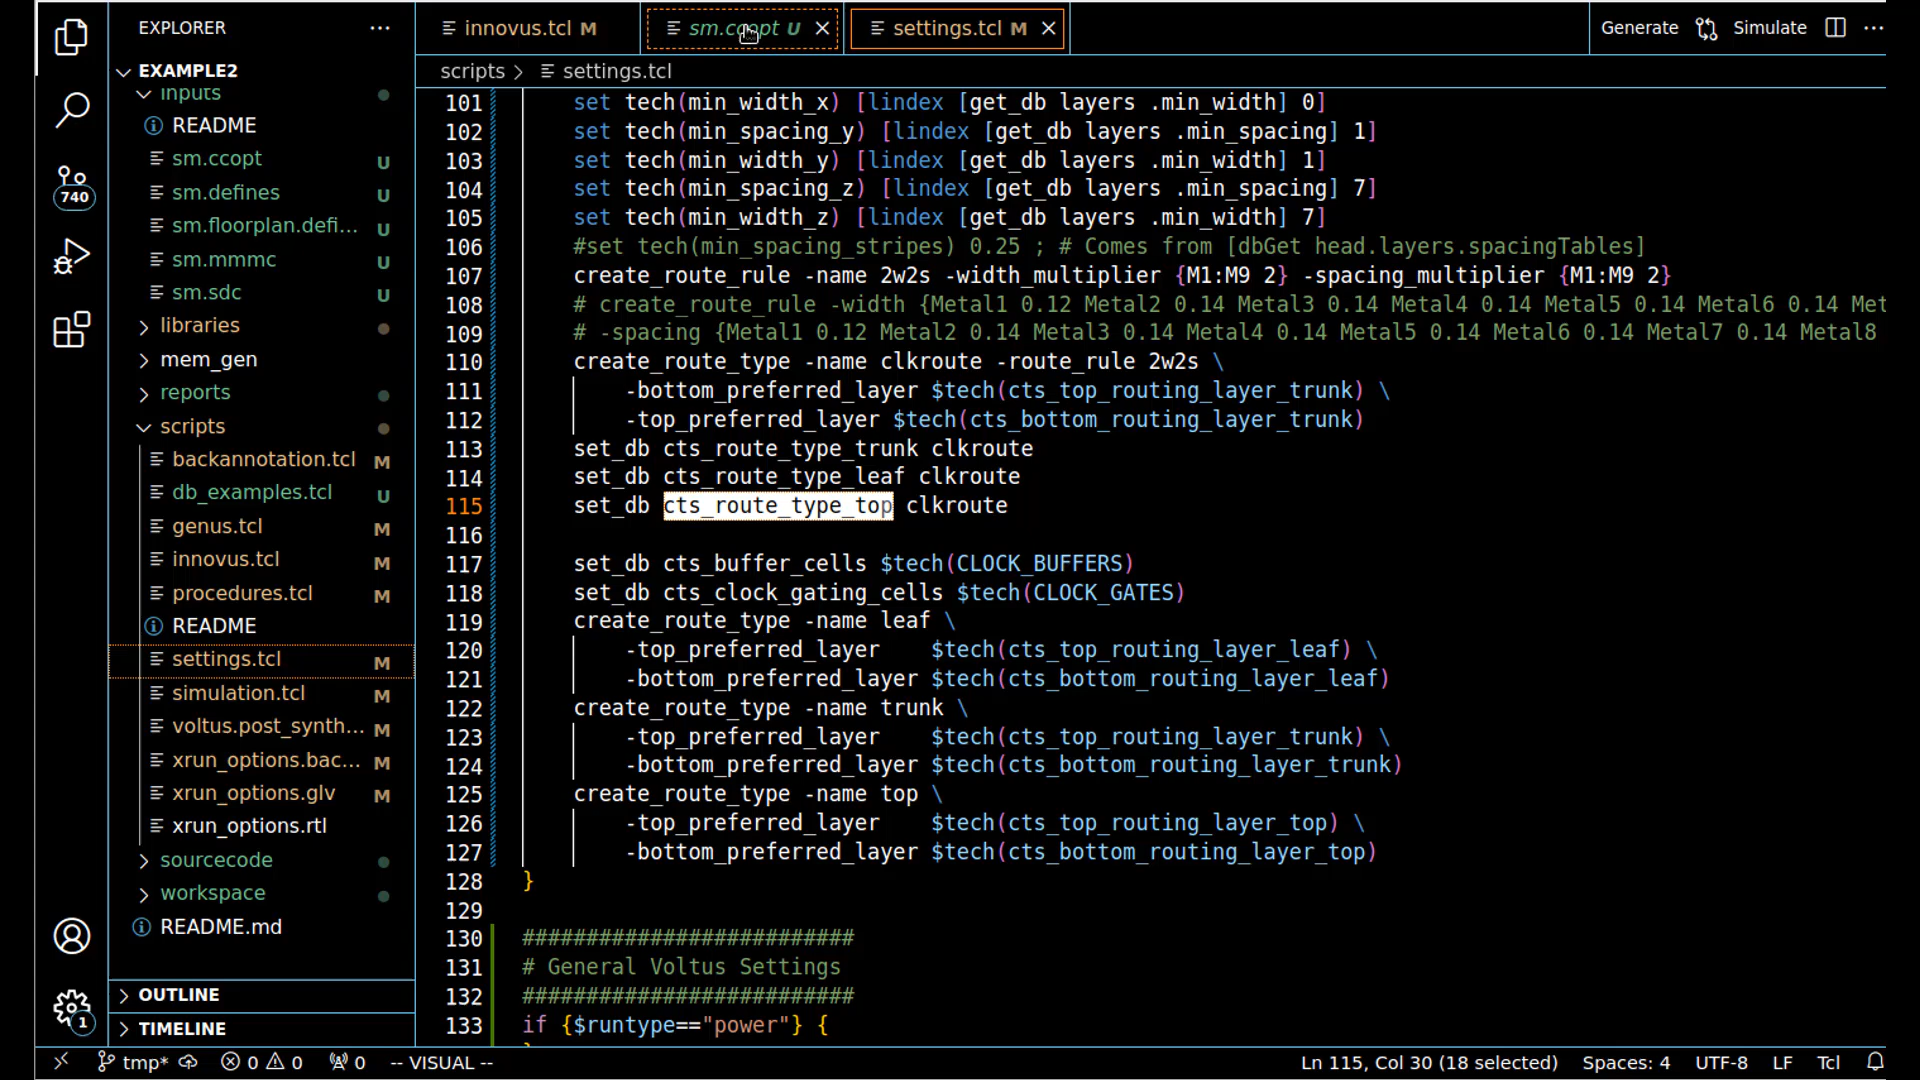 EXPLORER
EXAMPLE2
inputs
README
sm.ccopt U
sm.defines U
sm.floorplan.defi... U
sm.mmmc U
sm.sdc U
libraries
mem_gen
reports
scripts
backannotation.tcl M
db_examples.tcl U
genus.tcl M
innovus.tcl M
procedures.tcl M
README
settings.tcl M
simulation.tcl M
voltus.post_synth... M
xrun_options.bac... M
xrun_options.glv M
xrun_options.rtl
sourcecode
workspace
README.md
OUTLINE
TIMELINE
740
1
innovus.tcl M
sm.ccopt U
settings.tcl M
Generate
Simulate
scripts > settings.tcl
101 set tech(min_width_x) [lindex [get_db layers .min_width] 0]
102 set tech(min_spacing_y) [lindex [get_db layers .min_spacing] 1]
103 set tech(min_width_y) [lindex [get_db layers .min_width] 1]
104 set tech(min_spacing_z) [lindex [get_db layers .min_spacing] 7]
105 set tech(min_width_z) [lindex [get_db layers .min_width] 7]
106 #set tech(min_spacing_stripes) 0.25 ; # Comes from [dbGet head.layers.spacingTables]
107 create_route_rule -name 2w2s -width_multiplier {M1:M9 2} -spacing_multiplier {M1:M9 2}
108 # create_route_rule -width {Metal1 0.12 Metal2 0.14 Metal3 0.14 Metal4 0.14 Metal5 0.14 Metal6 0.14 Met
109 # -spacing {Metal1 0.12 Metal2 0.14 Metal3 0.14 Metal4 0.14 Metal5 0.14 Metal6 0.14 Metal7 0.14 Metal8
110 create_route_type -name clkroute -route_rule 2w2s \
111 -bottom_preferred_layer $tech(cts_top_routing_layer_trunk) \
112 -top_preferred_layer $tech(cts_bottom_routing_layer_trunk)
113 set_db cts_route_type_trunk clkroute
114 set_db cts_route_type_leaf clkroute
115 set_db cts_route_type_top clkroute
116
117 set_db cts_buffer_cells $tech(CLOCK_BUFFERS)
118 set_db cts_clock_gating_cells $tech(CLOCK_GATES)
119 create_route_type -name leaf \
120 -top_preferred_layer $tech(cts_top_routing_layer_leaf) \
121 -bottom_preferred_layer $tech(cts_bottom_routing_layer_leaf)
122 create_route_type -name trunk \
123 -top_preferred_layer $tech(cts_top_routing_layer_trunk) \
124 -bottom_preferred_layer $tech(cts_bottom_routing_layer_trunk)
125 create_route_type -name top \
126 -top_preferred_layer $tech(cts_top_routing_layer_top) \
127 -bottom_preferred_layer $tech(cts_bottom_routing_layer_top)
128 }
129
130 ##########################
131 # General Voltus Settings
132 ##########################
133 if {$runtype=="power"} {
tmp* 0 0 0 -- VISUAL -- Ln 115, Col 30 (18 selected) Spaces: 4 UTF-8 LF Tcl